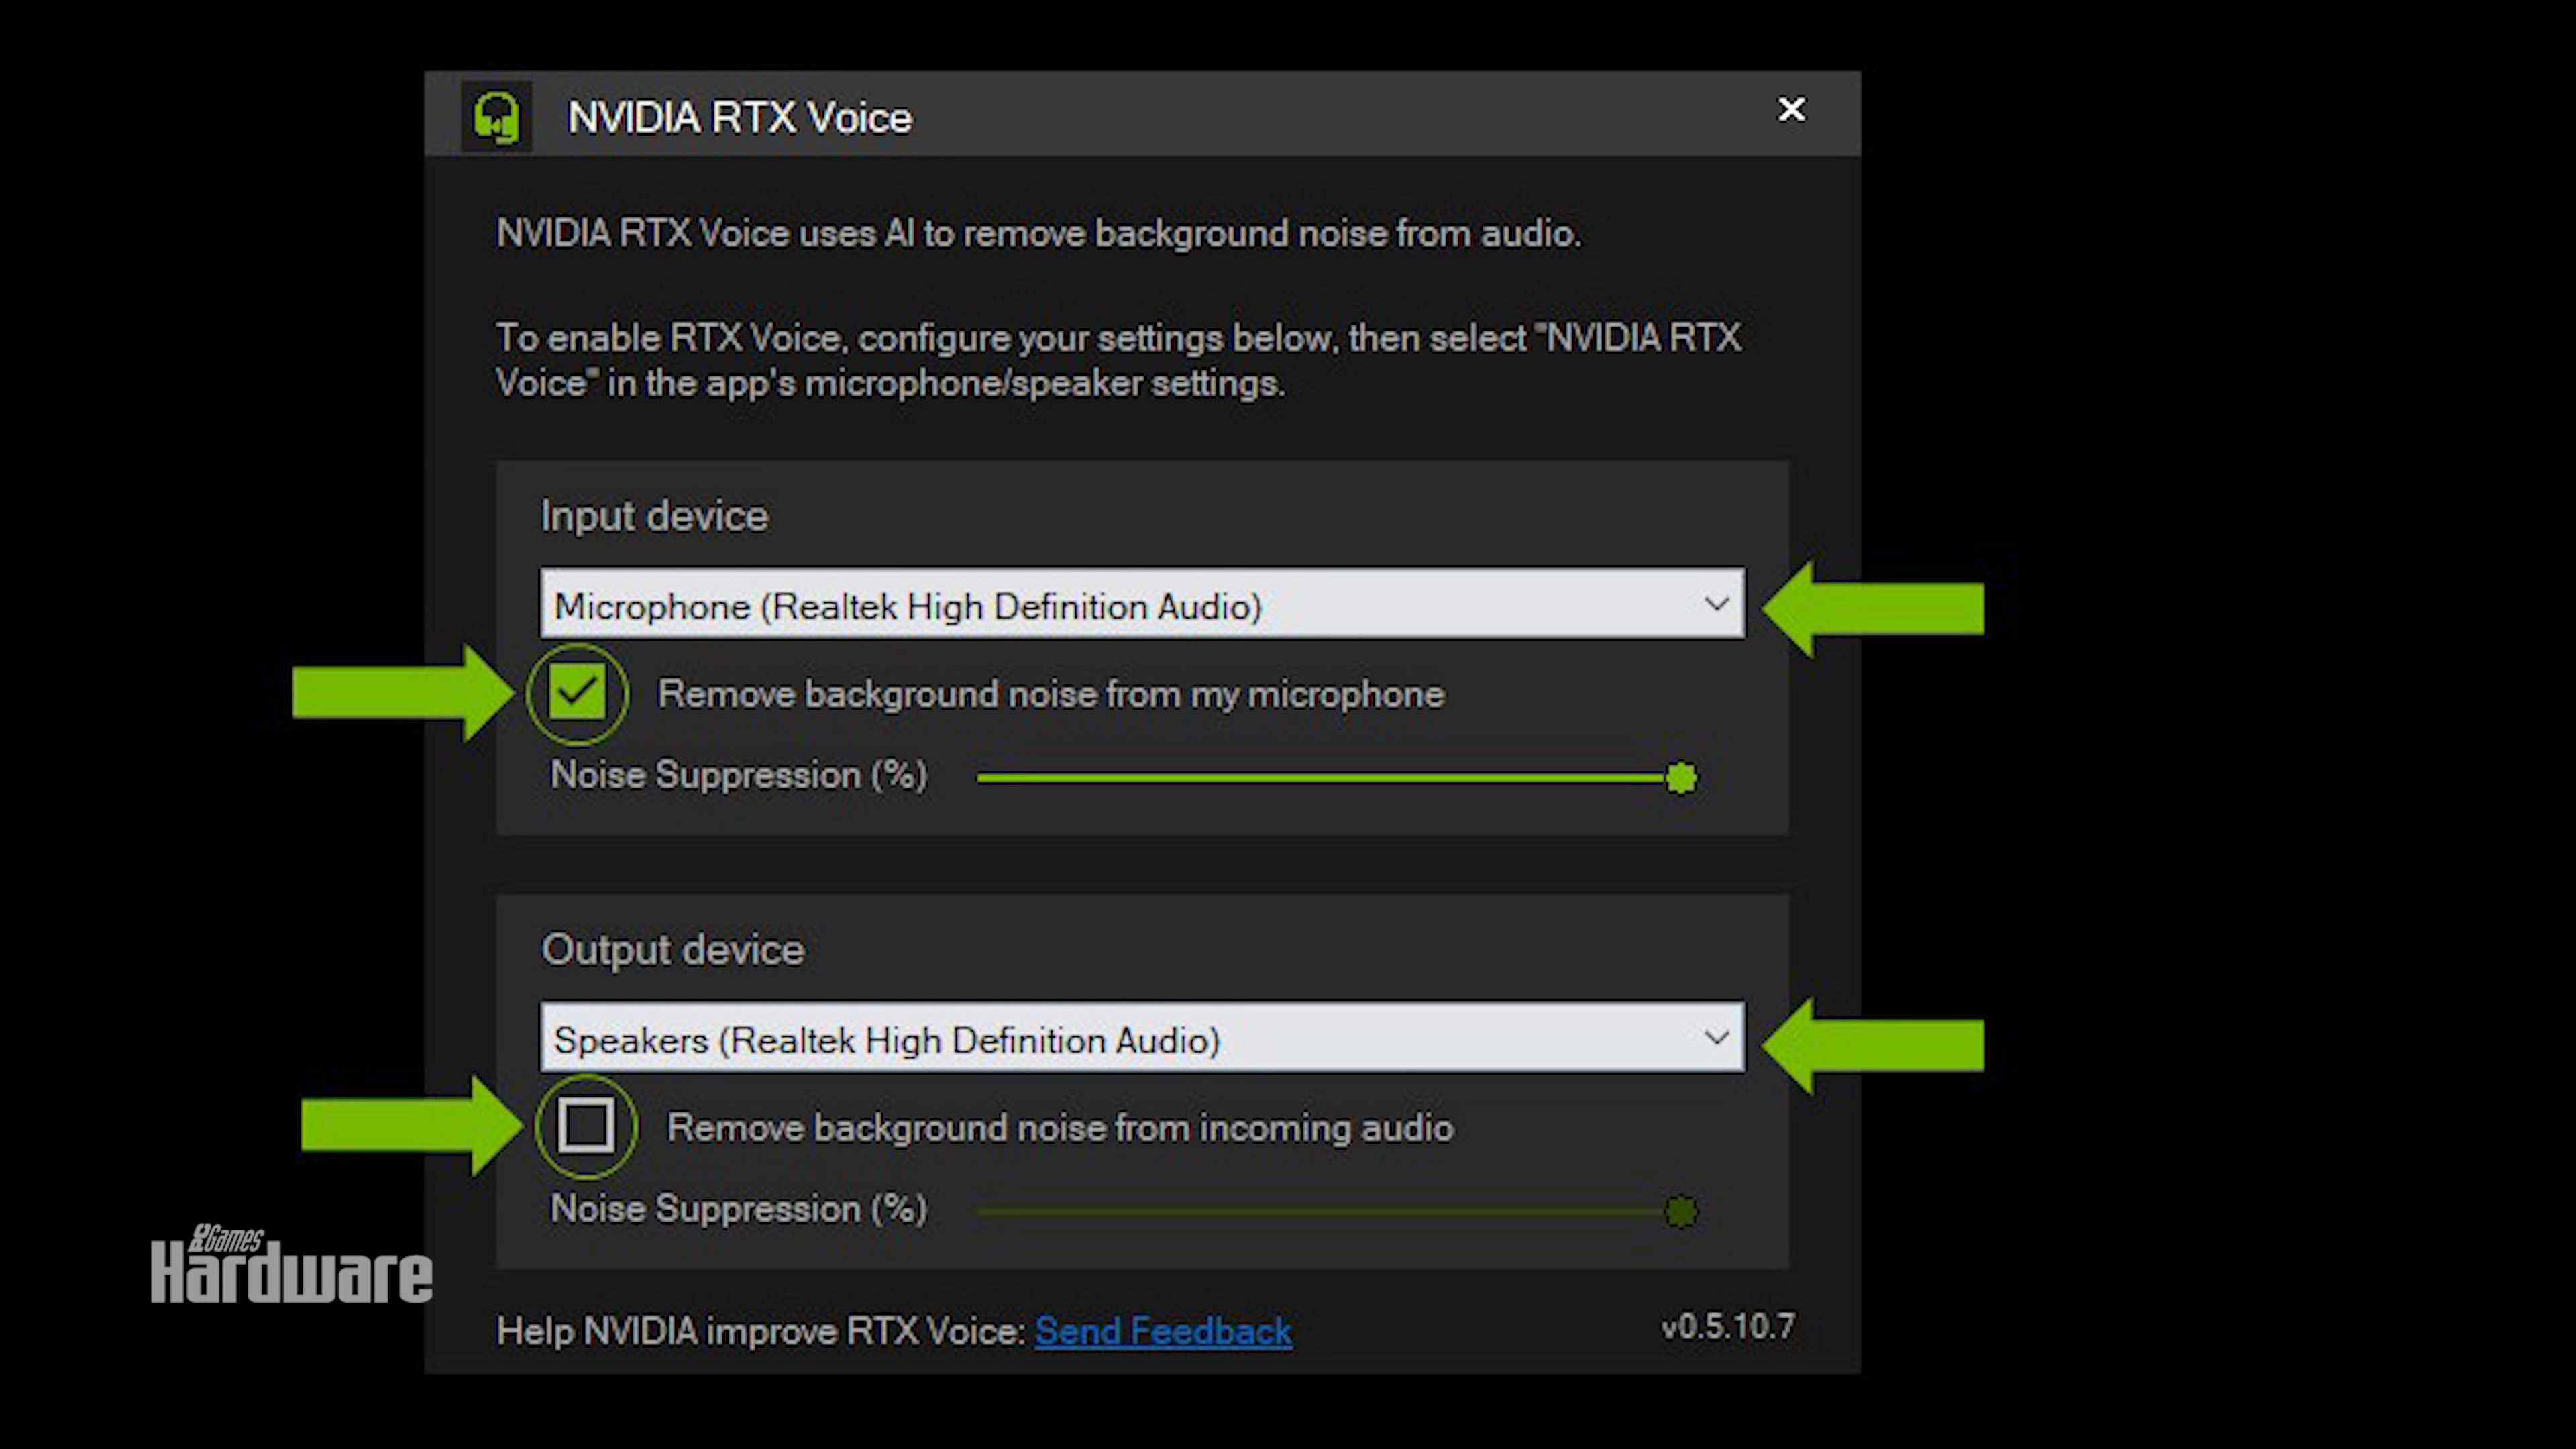 NVIDIA RTX Voice
NVIDIA RTX Voice uses AI to remove background noise from audio.
To enable RTX Voice, configure your settings below, then select "NVIDIA RTX
Voice" in the app's microphone/speaker settings.
Input device
Microphone (Realtek High Definition Audio)
Remove background noise from my microphone
Noise Suppression (%)
Output device
Speakers (Realtek High Definition Audio)
Remove background noise from incoming audio
Noise Suppression (%)
PCGames
Hardware
Help NVIDIA improve RTX Voice: Send Feedback
v0.5.10.7